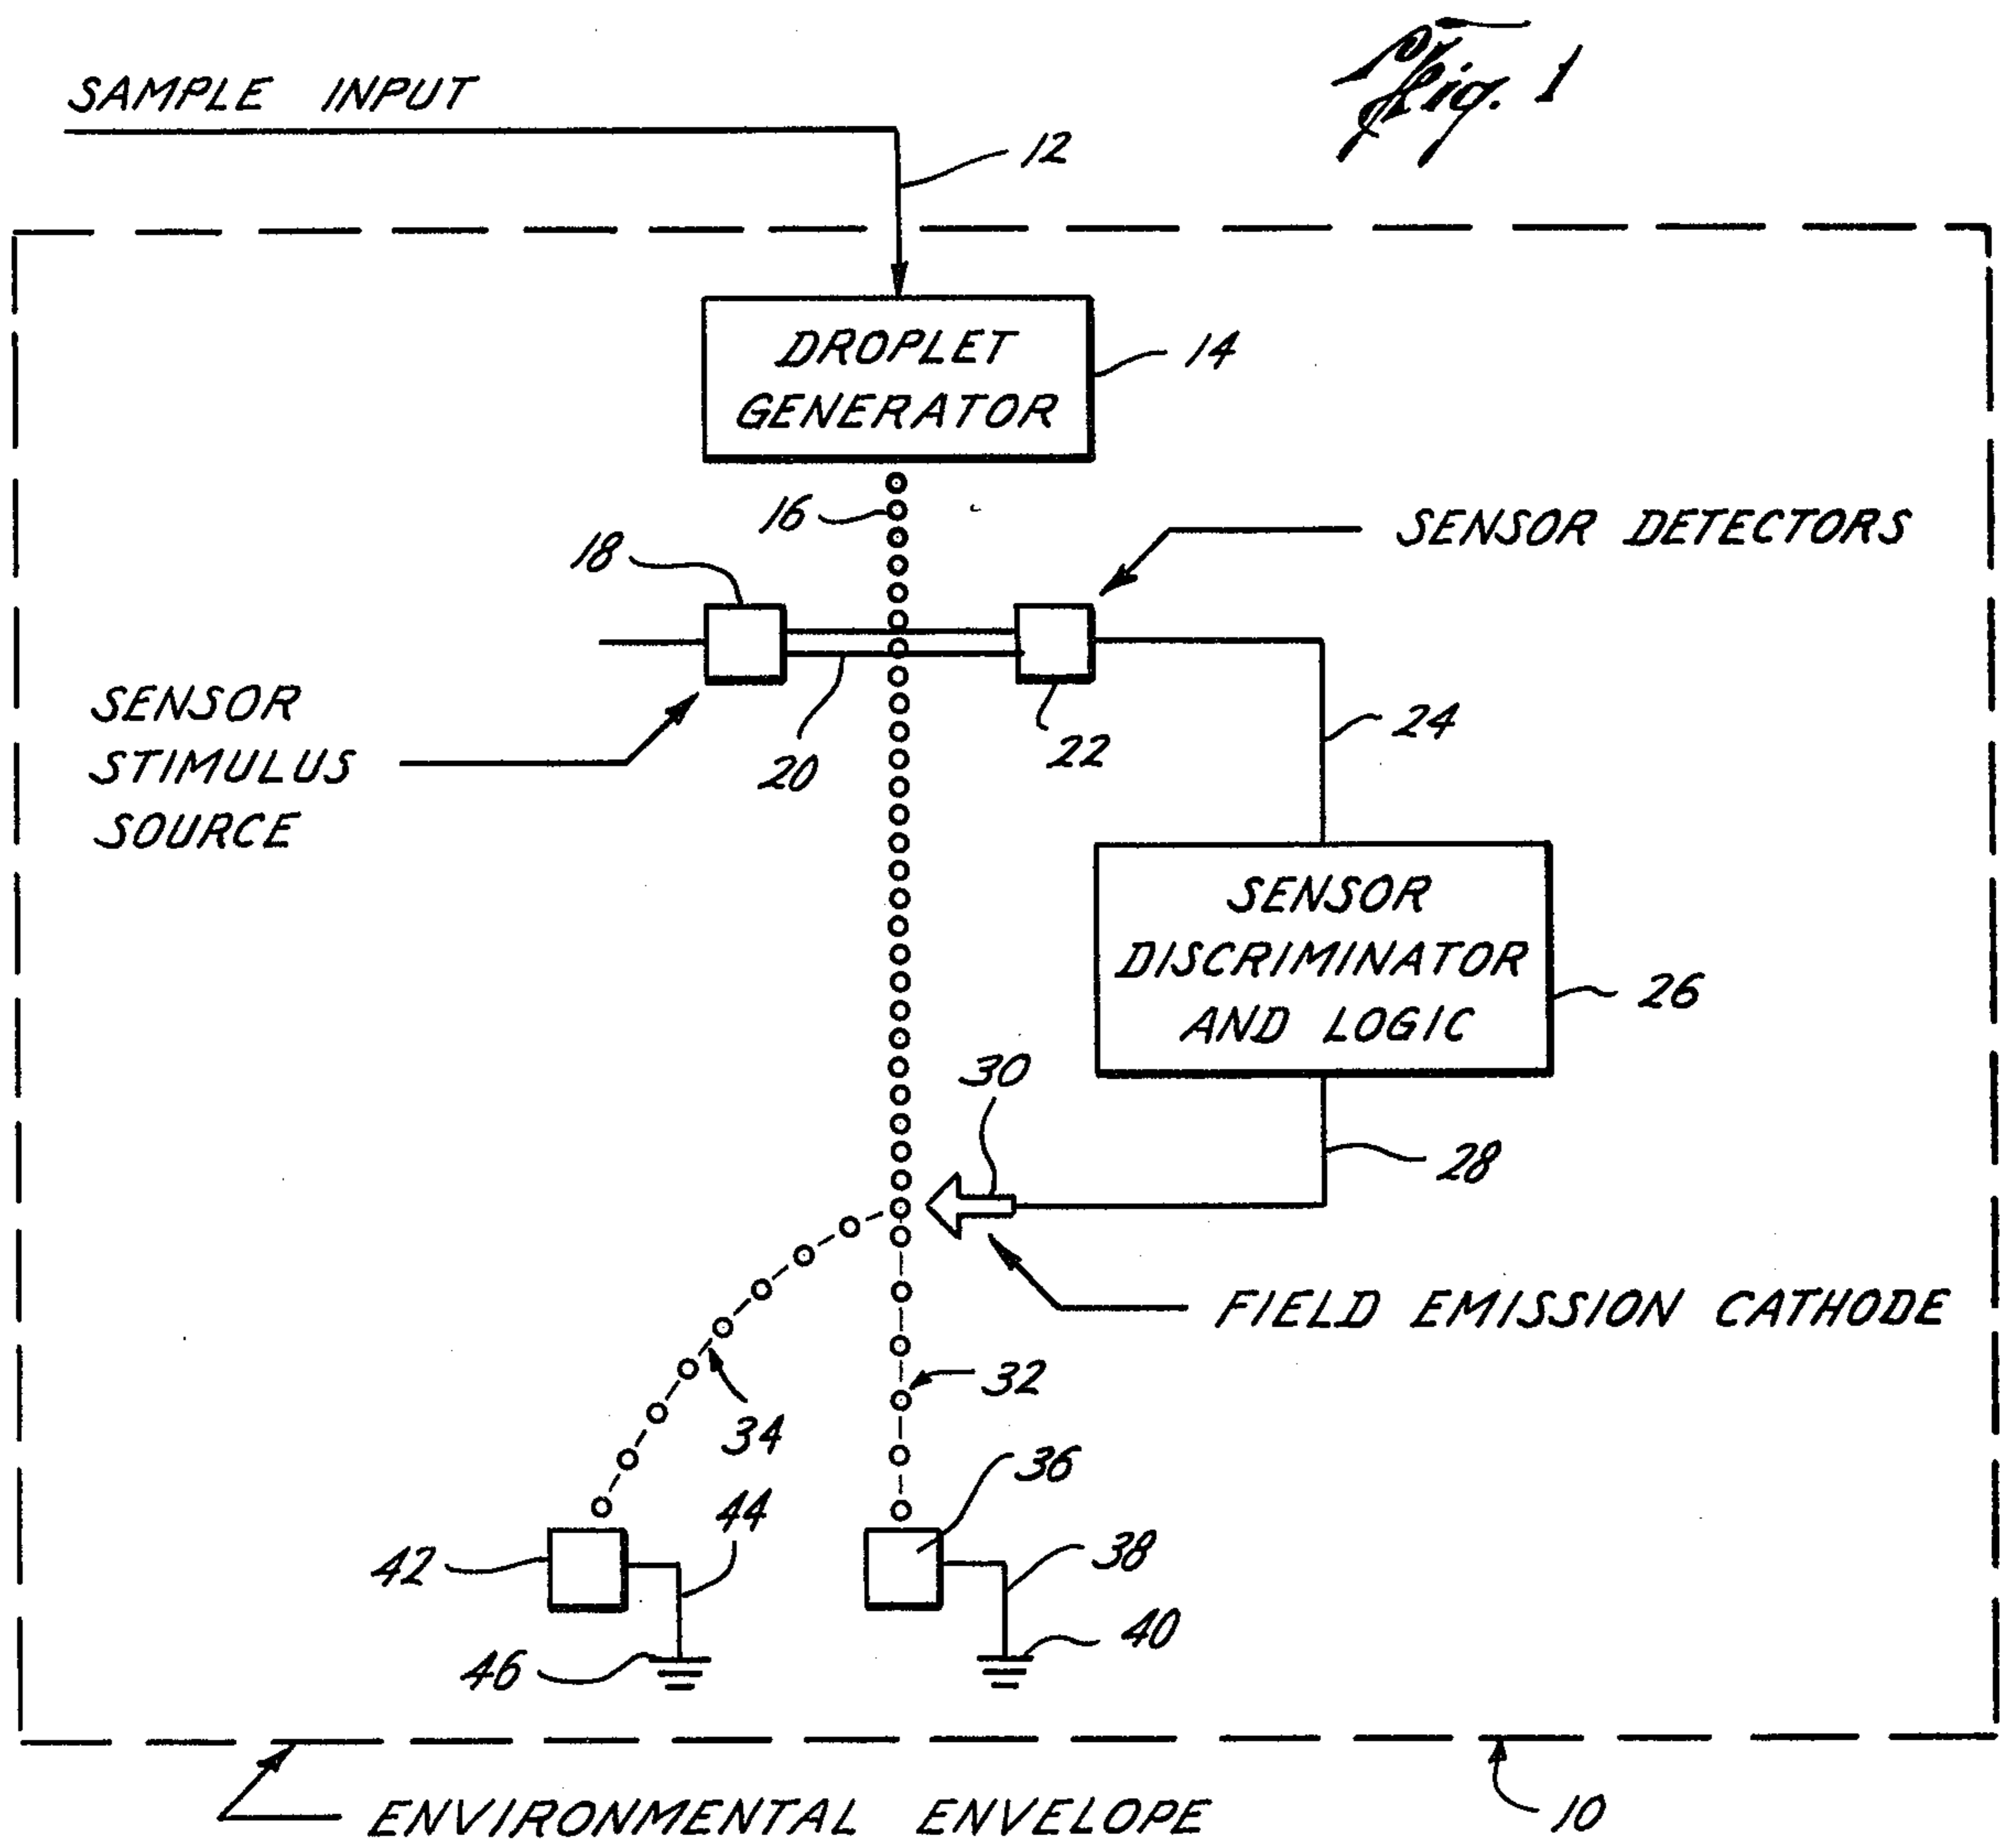 Fig. 1
SAMPLE INPUT
12
DROPLET
GENERATOR
14
16
18
SENSOR DETECTORS
SENSOR
STIMULUS
SOURCE
20
22
24
SENSOR
DISCRIMINATOR
AND LOGIC
26
30
28
FIELD EMISSION CATHODE
32
34
36
44
42
38
46
40
ENVIRONMENTAL ENVELOPE
10